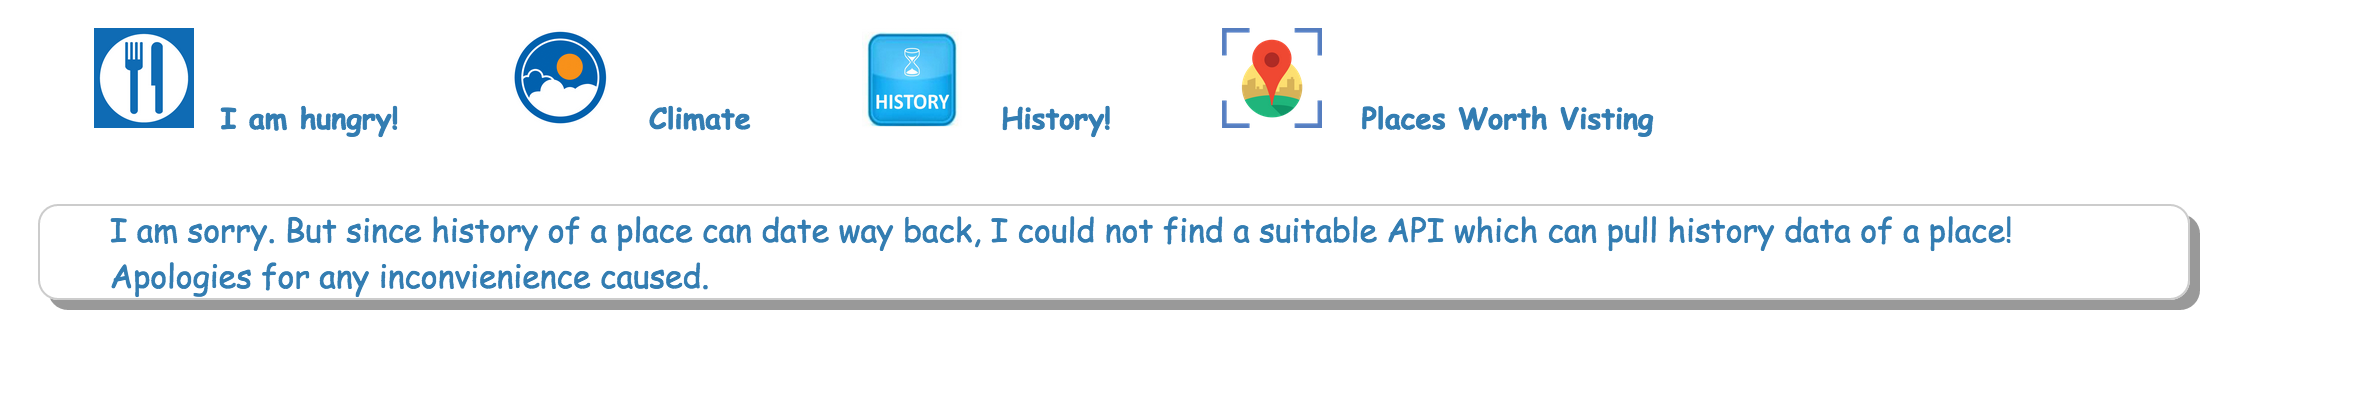 HISTORY
I am hungry!
Climate
History!
Places Worth Visting
I am sorry. But since history of a place can date way back, I could not find a suitable API which can pull history data of a place!
Apologies for any inconvienience caused.